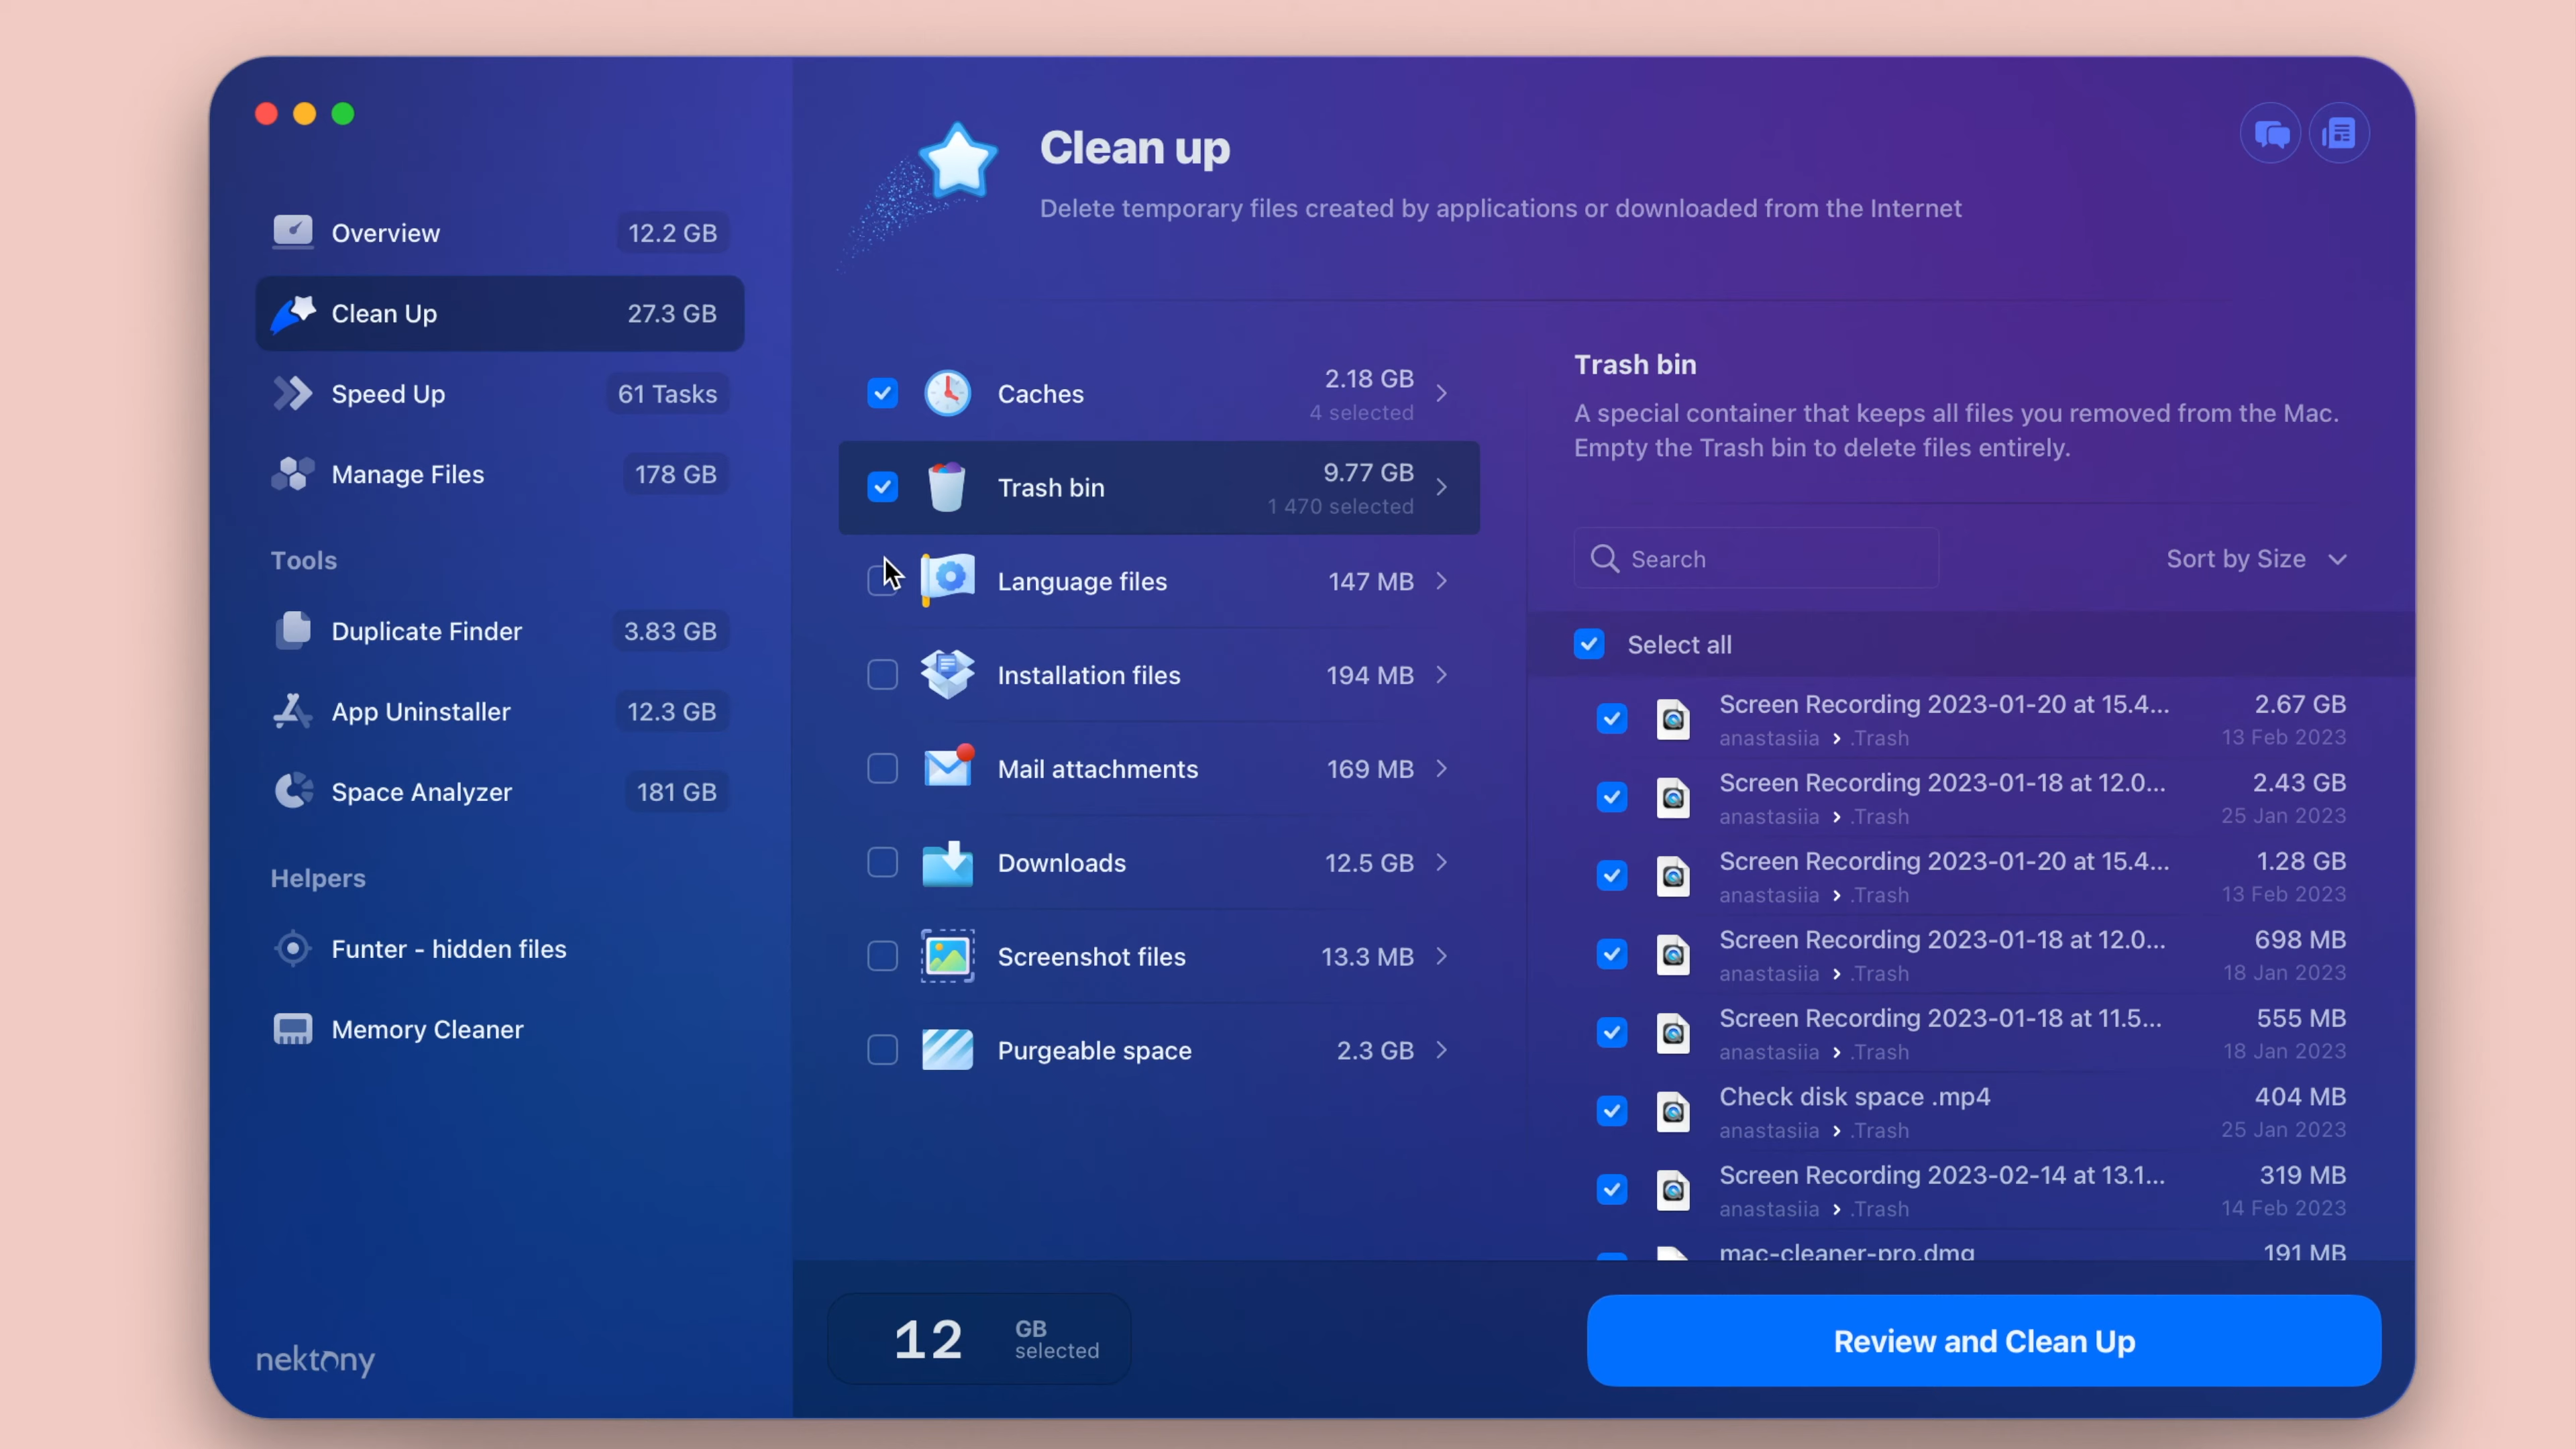 Clean up
Delete temporary files created by applications or downloaded from the Internet
Overview 12.2 GB
Clean Up 27.3 GB
Speed Up 61 Tasks
Manage Files 178 GB
Tools
Duplicate Finder 3.83 GB
App Uninstaller 12.3 GB
Space Analyzer 181 GB
Helpers
Funter - hidden files
Memory Cleaner
nektony
Caches 2.18 GB
4 selected
Trash bin 9.77 GB
1 470 selected
Language files 147 MB
Installation files 194 MB
Mail attachments 169 MB
Downloads 12.5 GB
Screenshot files 13.3 MB
Purgeable space 2.3 GB
Trash bin
A special container that keeps all files you removed from the Mac.
Empty the Trash bin to delete files entirely.
Search Sort by Size
Select all
Screen Recording 2023-01-20 at 15.4... 2.67 GB
anastasiia › .Trash 13 Feb 2023
Screen Recording 2023-01-18 at 12.0... 2.43 GB
anastasiia › .Trash 25 Jan 2023
Screen Recording 2023-01-20 at 15.4... 1.28 GB
anastasiia › .Trash 13 Feb 2023
Screen Recording 2023-01-18 at 12.0... 698 MB
anastasiia › .Trash 18 Jan 2023
Screen Recording 2023-01-18 at 11.5... 555 MB
anastasiia › .Trash 18 Jan 2023
Check disk space .mp4 404 MB
anastasiia › .Trash 25 Jan 2023
Screen Recording 2023-02-14 at 13.1... 319 MB
anastasiia › .Trash 14 Feb 2023
mac-cleaner-pro.dmg 191 MB
12 GB
selected
Review and Clean Up